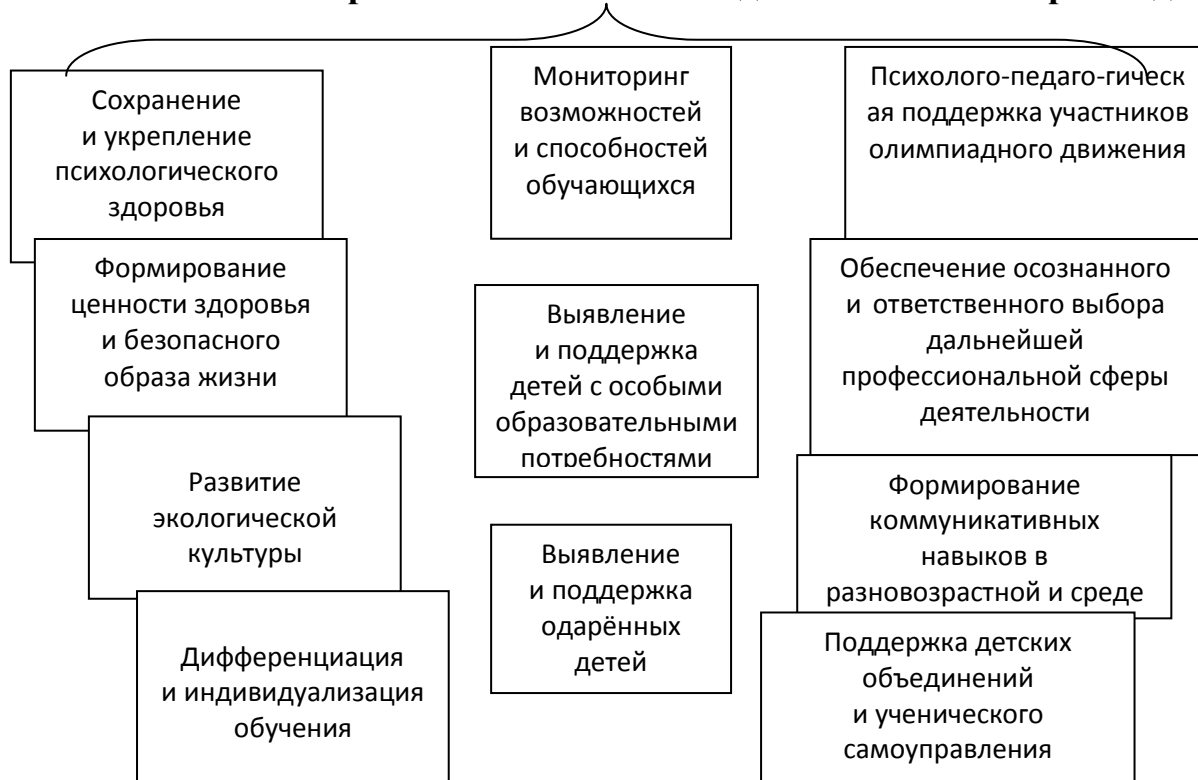 Сохранение
и укрепление
психологического
здоровья
Формирование
ценности здоровья
и безопасного
образа жизни
Развитие
экологической
культуры
Дифференциация
и индивидуализация
обучения
Мониторинг
возможностей
и способностей
обучающихся
Выявление
и поддержка
детей с особыми
образовательными
потребностями
Выявление
и поддержка
одарённых
детей
Психолого-педаго-гическ
ая поддержка участников
олимпиадного движения
Обеспечение осознанного
и ответственного выбора
дальнейшей
профессиональной сферы
деятельности
Формирование
коммуникативных
навыков в
разновозрастной и среде
Поддержка детских
объединений
и ученического
самоуправления